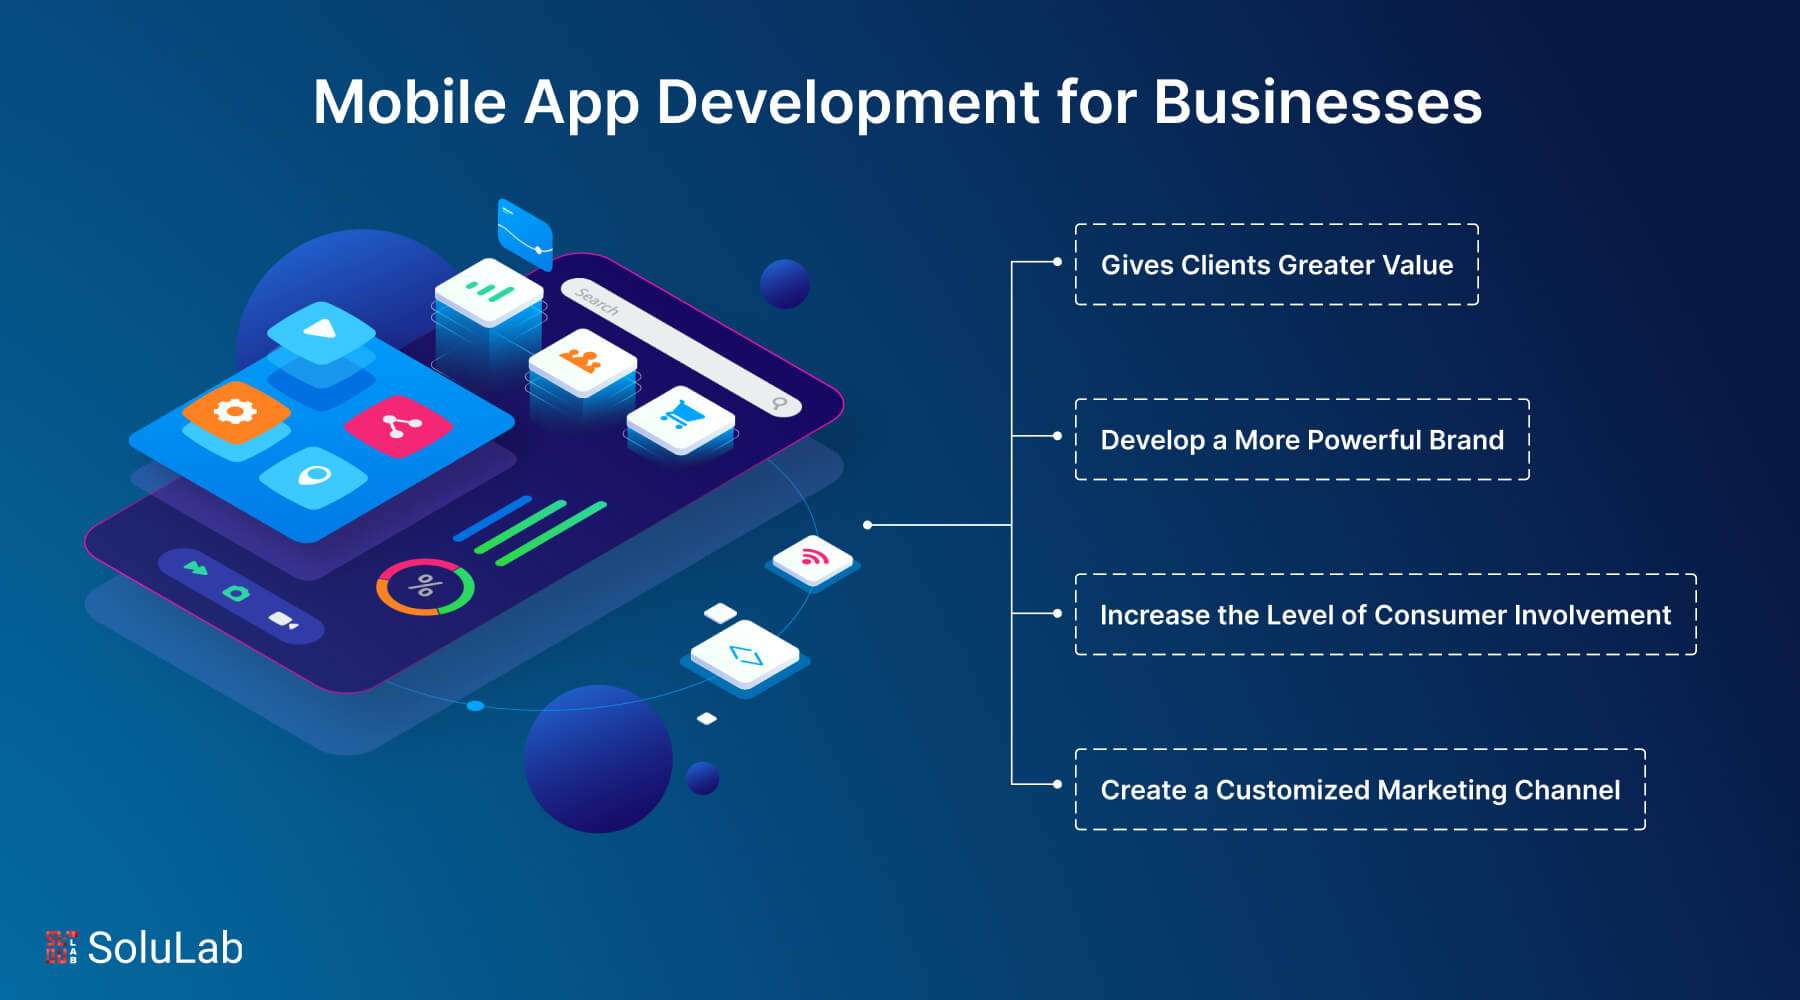 Mobile App Development for Businesses
Search
Gives Clients Greater Value
Develop a More Powerful Brand
%
Increase the Level of Consumer Involvement
Create a Customized Marketing Channel
LAB
SoluLab